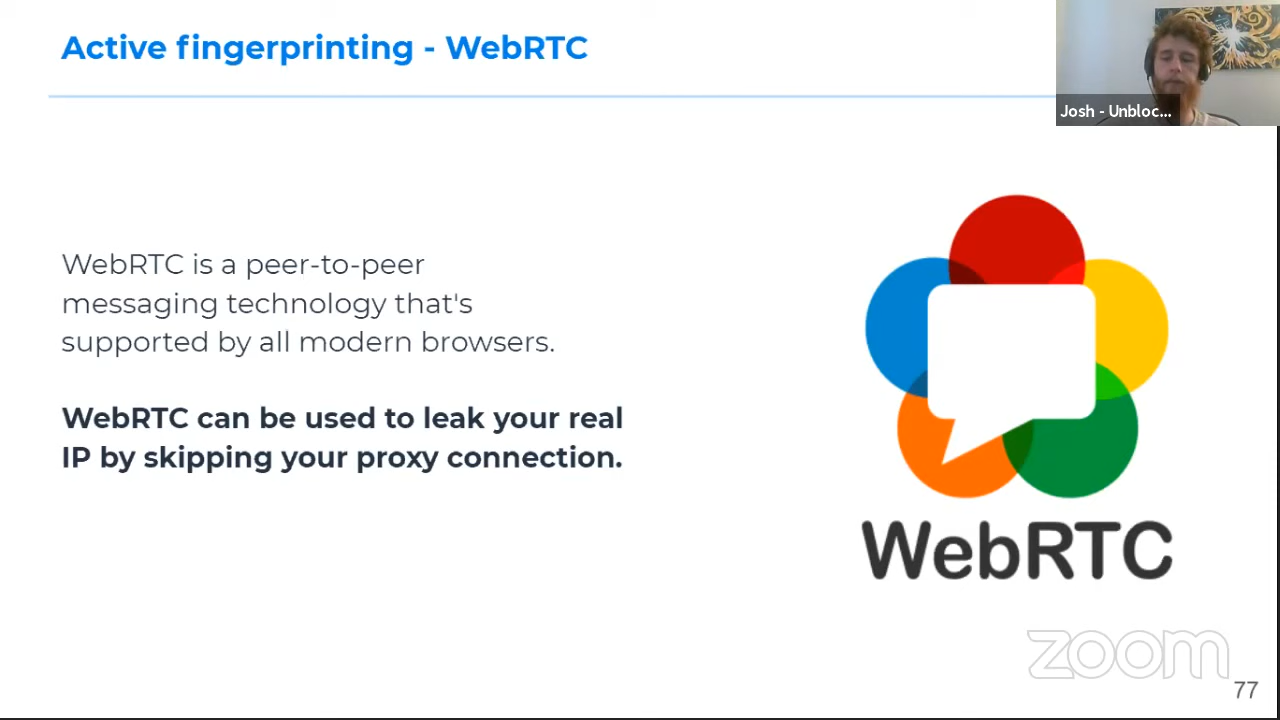 Active fingerprinting - WebRTC
Josh - Unbloc...
WebRTC is a peer-to-peer
messaging technology that's
supported by all modern browsers.
WebRTC can be used to leak your real
IP by skipping your proxy connection.
WebRTC
zoom
77